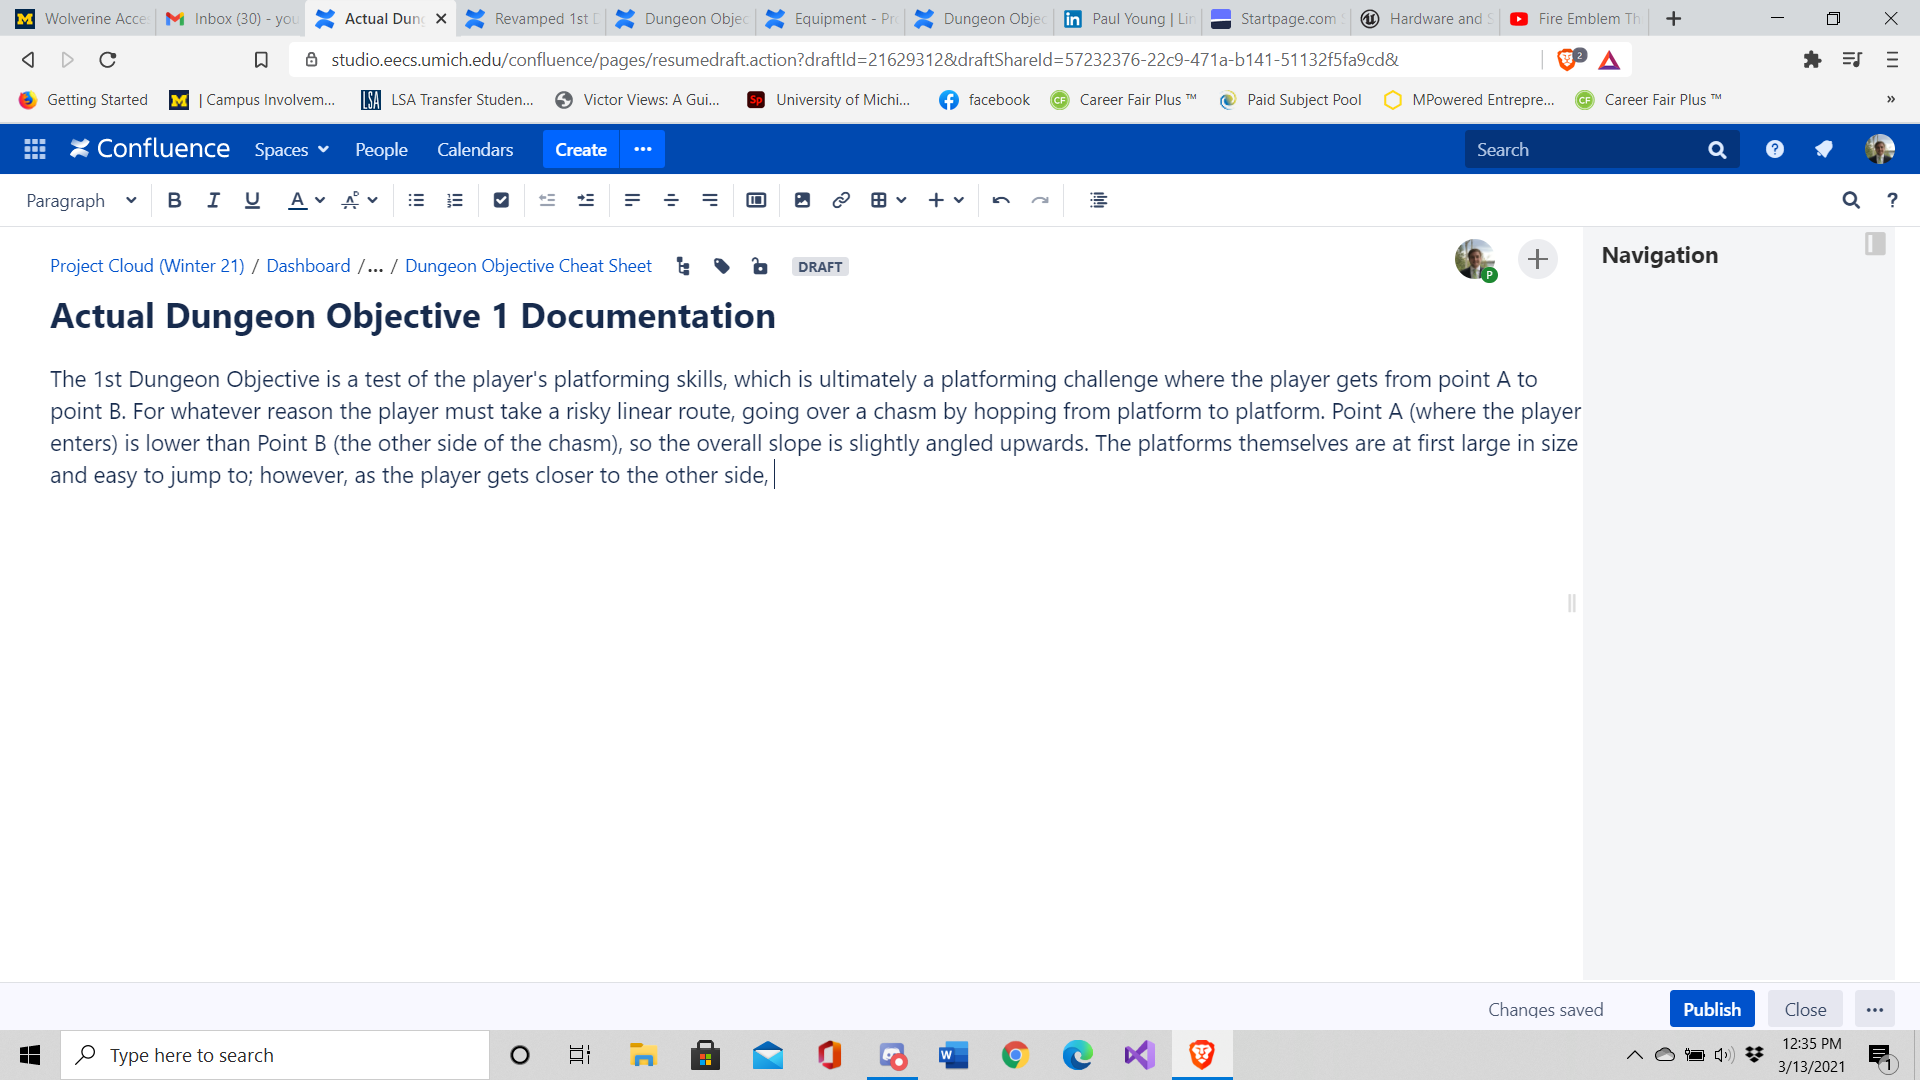 Wolverine Acce
Inbox (30) - you
Actual Dung
Revamped 1st D
Dungeon Objec
Equipment - Pr
Dungeon Objec
Paul Young | Lin
Startpage.com S
Hardware and S
Fire Emblem Th
studio.eecs.umich.edu/confluence/pages/resumedraft.action?draftId=21629312&draftShareId=57232376-22c9-471a-b141-51132f5fa9cd&
2
Getting Started
| Campus Involvem...
LSA Transfer Studen...
Victor Views: A Gui...
University of Michi...
facebook
Career Fair Plus ™
Paid Subject Pool
MPowered Entrepre...
Career Fair Plus ™
»
Confluence
Spaces
People
Calendars
Create
Search
Paragraph
Project Cloud (Winter 21) / Dashboard /... / Dungeon Objective Cheat Sheet
DRAFT
P
Navigation
Actual Dungeon Objective 1 Documentation
The 1st Dungeon Objective is a test of the player's platforming skills, which is ultimately a platforming challenge where the player gets from point A to
point B. For whatever reason the player must take a risky linear route, going over a chasm by hopping from platform to platform. Point A (where the player
enters) is lower than Point B (the other side of the chasm), so the overall slope is slightly angled upwards. The platforms themselves are at first large in size
and easy to jump to; however, as the player gets closer to the other side,
Changes saved
Publish
Close
Type here to search
12:35 PM
3/13/2021
1